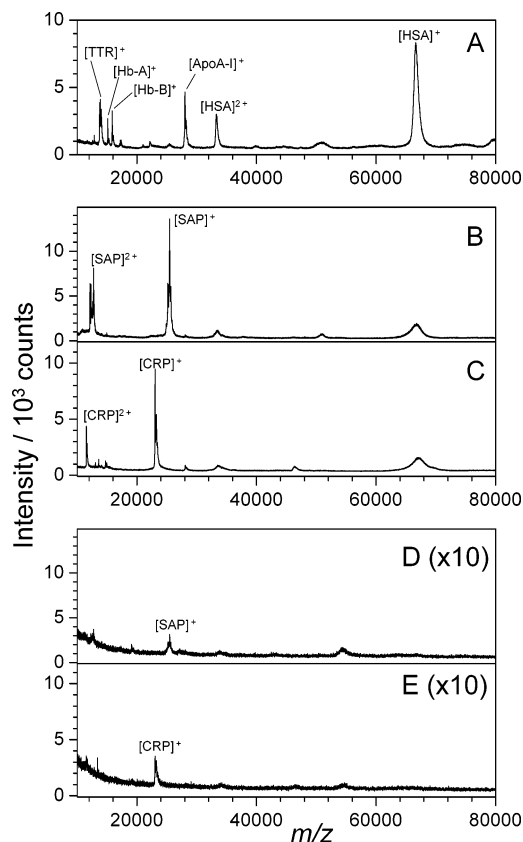 10
[HSA]⁺
A
[TTR]⁺
[ApoA-I]⁺
[Hb-A]⁺
[Hb-B]⁺
[HSA]²⁺
5
0
20000 40000 60000 80000
B
[SAP]⁺
10
[SAP]²⁺
5
0
[CRP]⁺
C
10
[CRP]²⁺
5
0
20000 40000 60000 80000
D (x10)
10
5
[SAP]⁺
0
E (x10)
10
5
[CRP]⁺
0
20000 40000 60000 80000
m/z
Intensity / 10³ counts